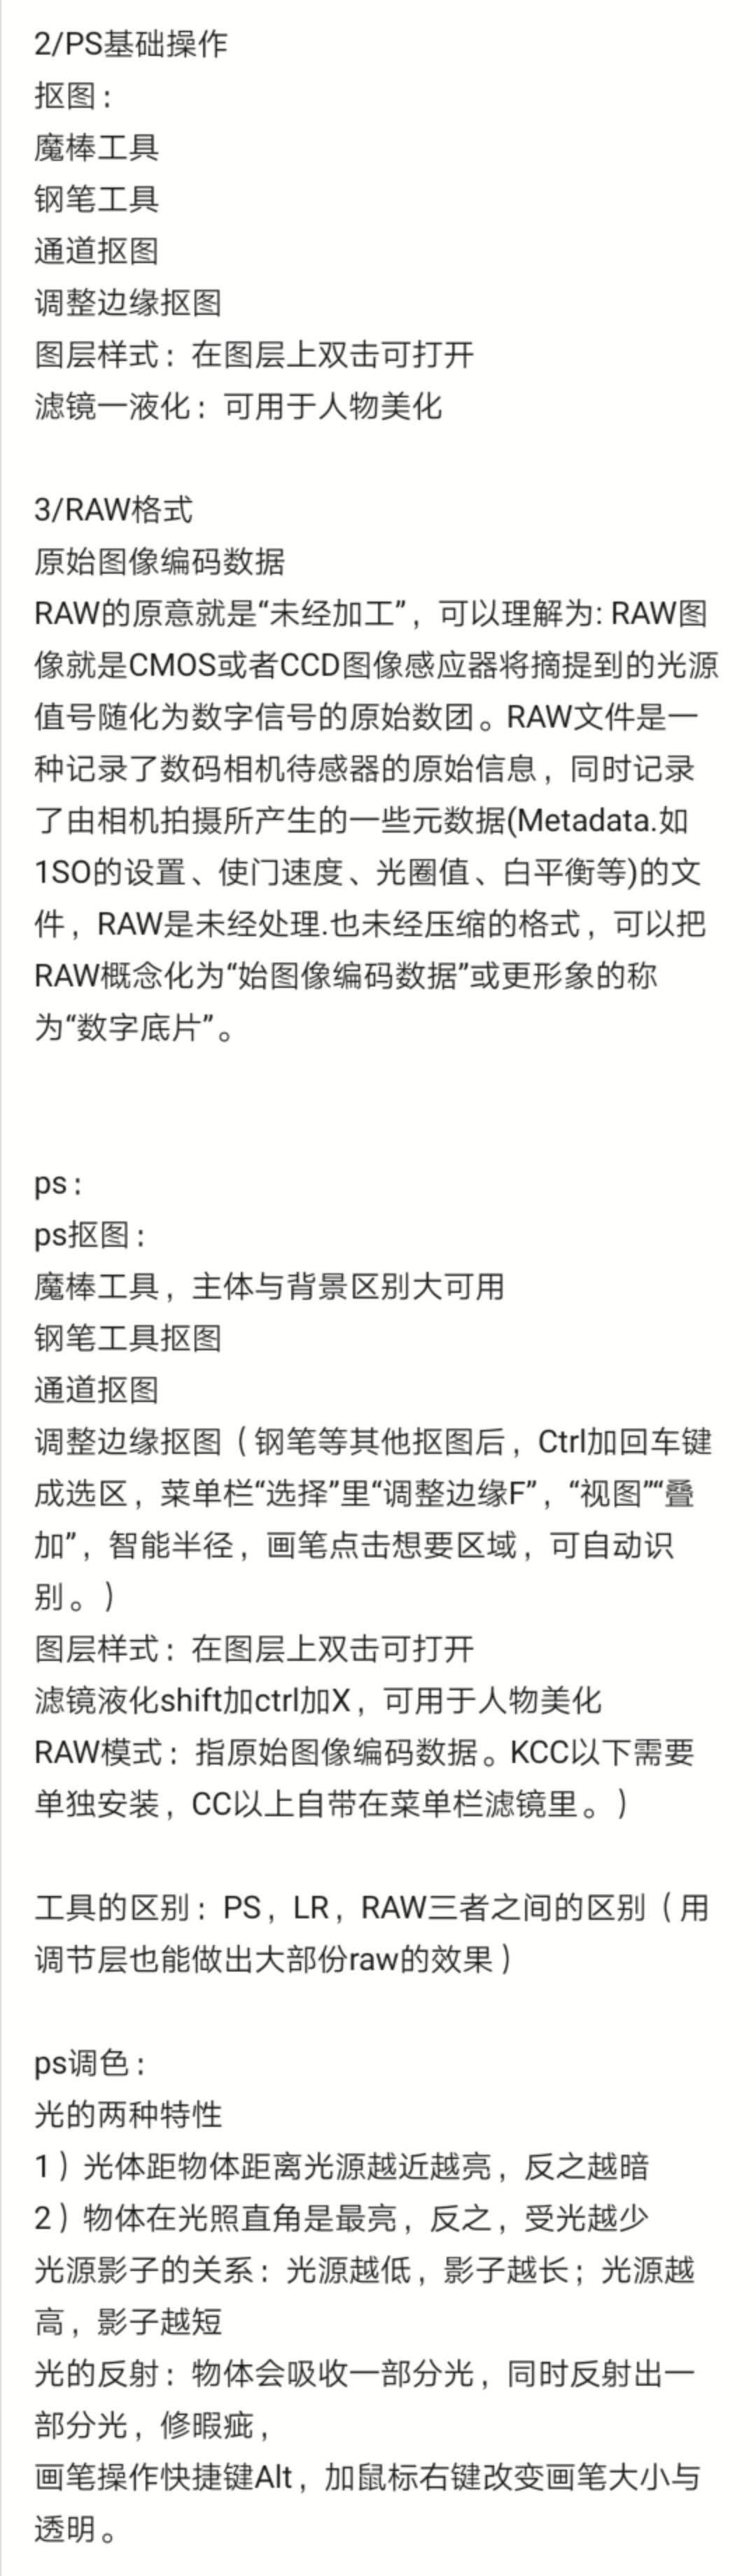 2/PS基础操作
抠图：
魔棒工具
钢笔工具
通道抠图
调整边缘抠图
图层样式：在图层上双击可打开
滤镜一液化：可用于人物美化
3/RAW格式
原始图像编码数据
RAW的原意就是“未经加工”，可以理解为: RAW图
像就是CMOS或者CCD图像感应器将摘提到的光源
值号随化为数字信号的原始数团。RAW文件是一
种记录了数码相机待感器的原始信息，同时记录
了由相机拍摄所产生的一些元数据(Metadata.如
1SO的设置、使门速度、光圈值、白平衡等)的文
件，RAW是未经处理.也未经压缩的格式，可以把
RAW概念化为“始图像编码数据”或更形象的称
为“数字底片”。
ps：
ps抠图：
魔棒工具，主体与背景区别大可用
钢笔工具抠图
通道抠图
调整边缘抠图（钢笔等其他抠图后，Ctrl加回车键
成选区，菜单栏“选择”里“调整边缘F”，“视图”“叠
加”，智能半径，画笔点击想要区域，可自动识
别。）
图层样式：在图层上双击可打开
滤镜液化shift加ctrl加X，可用于人物美化
RAW模式：指原始图像编码数据。KCC以下需要
单独安装，CC以上自带在菜单栏滤镜里。）
工具的区别：PS，LR，RAW三者之间的区别（用
调节层也能做出大部份raw的效果）
ps调色：
光的两种特性
1）光体距物体距离光源越近越亮，反之越暗
2）物体在光照直角是最亮，反之，受光越少
光源影子的关系：光源越低，影子越长；光源越
高，影子越短
光的反射：物体会吸收一部分光，同时反射出一
部分光，修暇疵，
画笔操作快捷键Alt，加鼠标右键改变画笔大小与
透明。